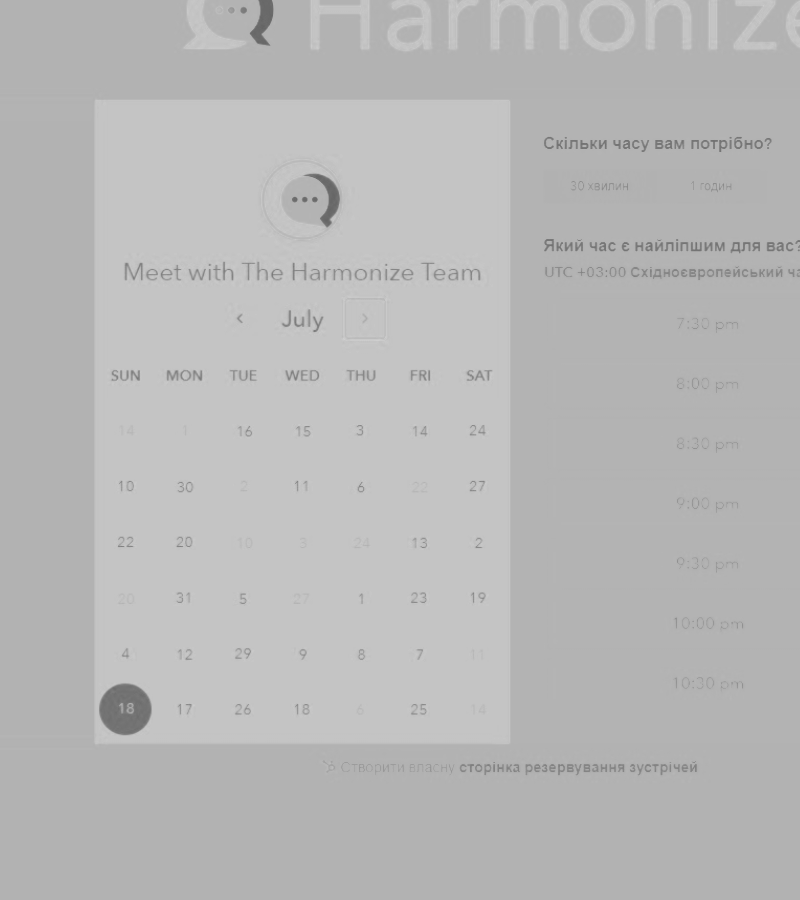 Harmonize
Meet with The Harmonize Team
July
SUN MON TUE WED THU FRI SAT
14 1 16 15 3 14 24
10 30 2 11 6 22 27
22 20 10 3 24 13 2
20 31 5 27 1 23 19
4 12 29 9 8 7 11
18 17 26 18 6 25 14
Скільки часу вам потрібно?
30 хвилин 1 годин
Який час є найліпшим для вас?
UTC +03:00 Східноєвропейський
7:30 pm
8:00 pm
8:30 pm
9:00 pm
9:30 pm
10:00 pm
10:30 pm
Створити власну сторінка резервування зустрічей